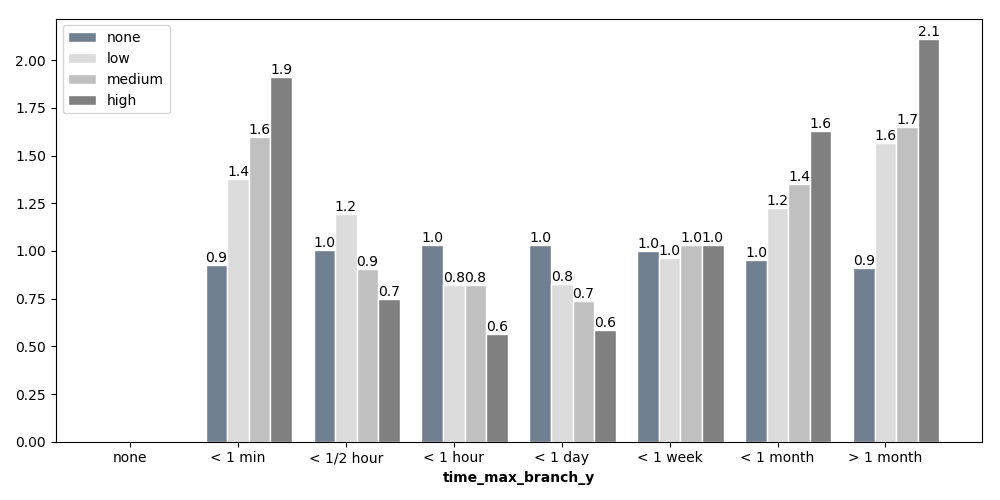 none
low
medium
high
2.00
1.75
1.50
1.25
1.00
0.75
0.50
0.25
0.00
0.9 1.4 1.6 1.9
1.0 1.2 0.9 0.7
1.0 0.8 0.8 0.6
1.0 0.8 0.7 0.6
1.0 1.0 1.0 1.0
1.0 1.2 1.4 1.6
0.9 1.6 1.7 2.1
none < 1 min < 1/2 hour < 1 hour < 1 day < 1 week < 1 month > 1 month
time_max_branch_y